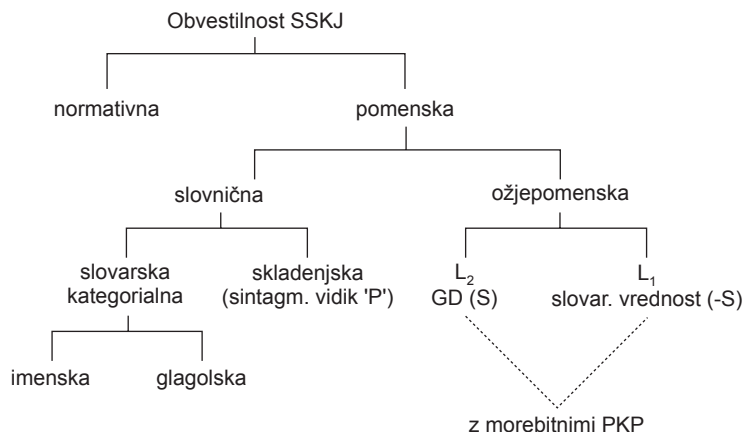 Obvestilnost SSKJ
normativna
pomenska
slovnična
ožjepomenska
slovarska
kategorialna
skladenjska
(sintagm. vidik 'P')
L₂
GD (S)
L₁
slovar. vrednost (-S)
imenska
glagolska
z morebitnimi PKP